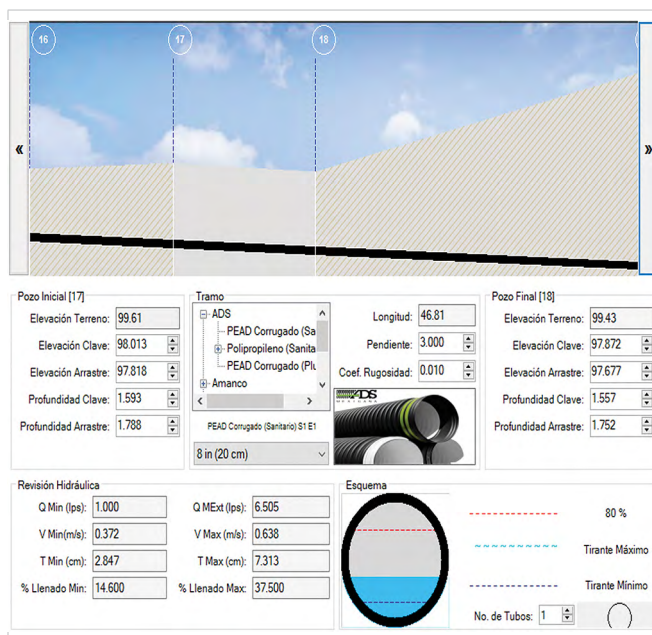 16 17 18
«
»
Pozo Inicial [17]
Elevación Terreno: 99.61
Elevación Clave: 98.013
Elevación Arrastre: 97.818
Profundidad Clave: 1.593
Profundidad Arrastre: 1.788
Tramo
ADS
PEAD Corrugado (Sa
Polipropileno (Sanita
PEAD Corrugado (Plu
Amanco
PEAD Corrugado (Sanitario) S1 E1
8 in (20 cm)
Longitud: 46.81
Pendiente: 3.000
Coef. Rugosidad: 0.010
ADS
MEXICANA
Pozo Final [18]
Elevación Terreno: 99.43
Elevación Clave: 97.872
Elevación Arrastre: 97.677
Profundidad Clave: 1.557
Profundidad Arrastre: 1.752
Revisión Hidráulica
Q Min (lps): 1.000
V Min(m/s): 0.372
T Min (cm): 2.847
% Llenado Min: 14.600
Q MExt (lps): 6.505
V Max (m/s): 0.638
T Max (cm): 7.313
% Llenado Max: 37.500
Esquema
80 %
Tirante Máximo
Tirante Mínimo
No. de Tubos: 1